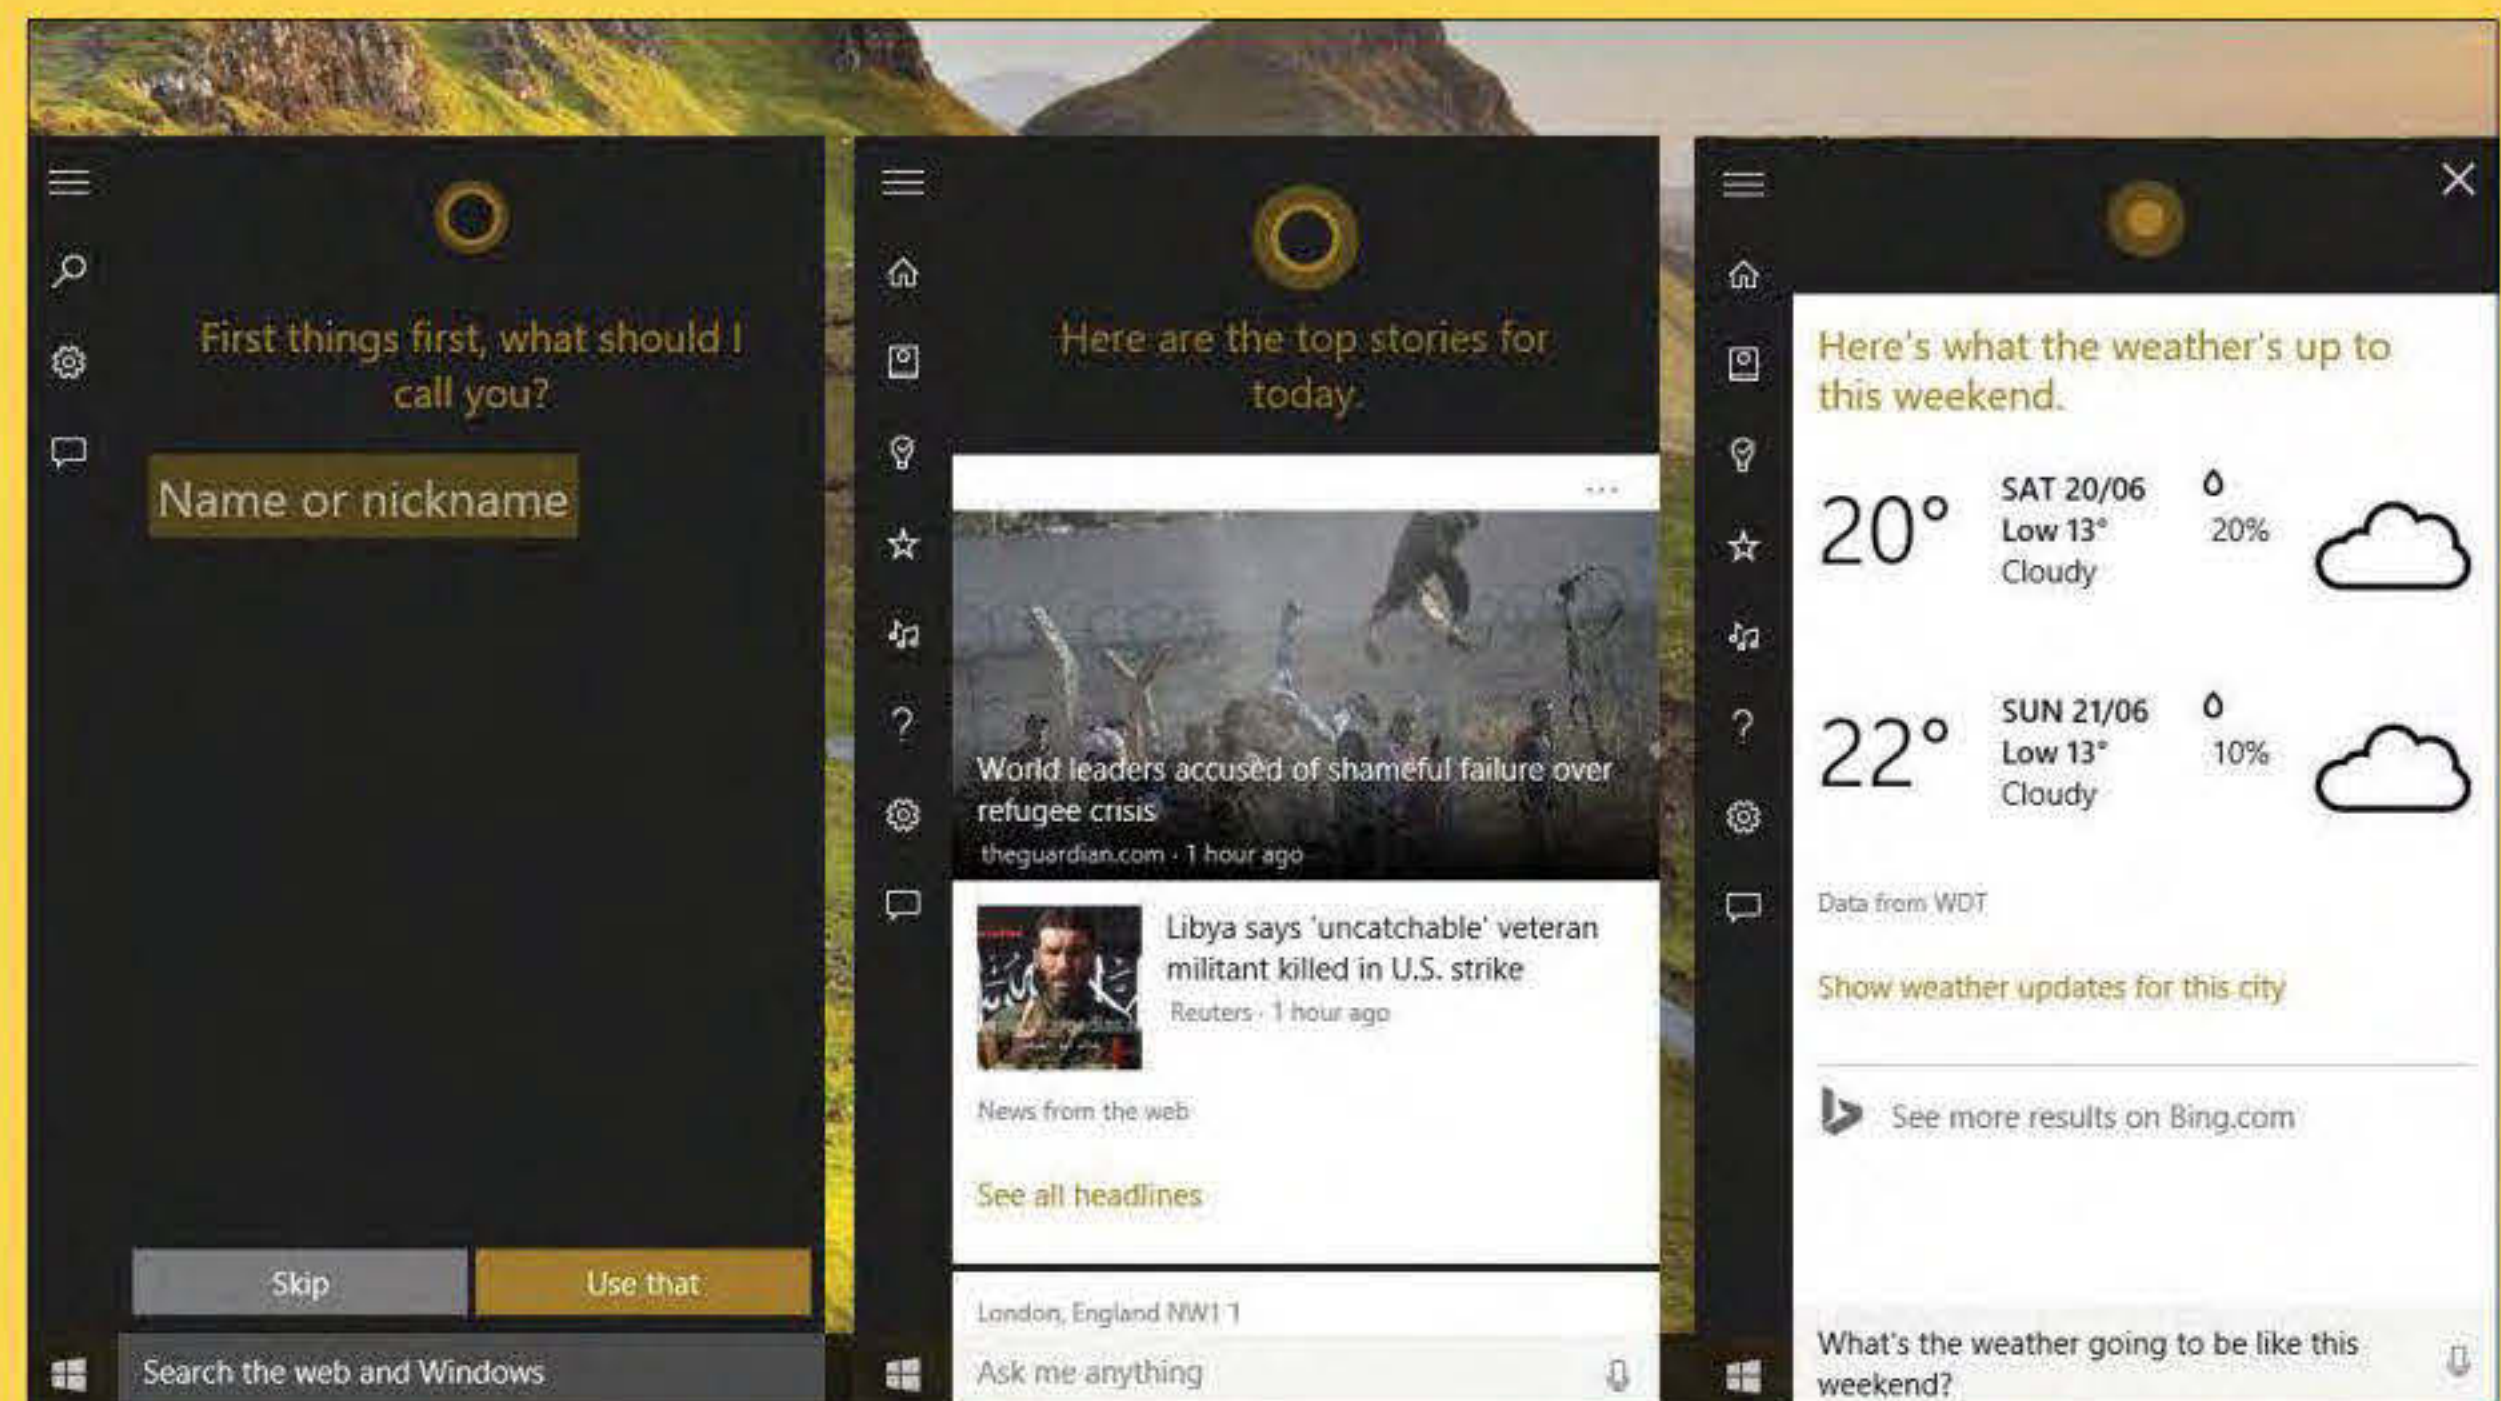 First things first, what should I
call you?
Name or nickname
Skip
Use that
Search the web and Windows
Here are the top stories for
today.
...
World leaders accused of shameful failure over
refugee crisis
theguardian.com · 1 hour ago
Libya says 'uncatchable' veteran
militant killed in U.S. strike
Reuters · 1 hour ago
News from the web
See all headlines
London, England NW1 1
Ask me anything
Here's what the weather's up to
this weekend.
20°
SAT 20/06
Low 13°
Cloudy
20%
22°
SUN 21/06
Low 13°
Cloudy
10%
Data from WDT
Show weather updates for this city
See more results on Bing.com
What's the weather going to be like this
weekend?